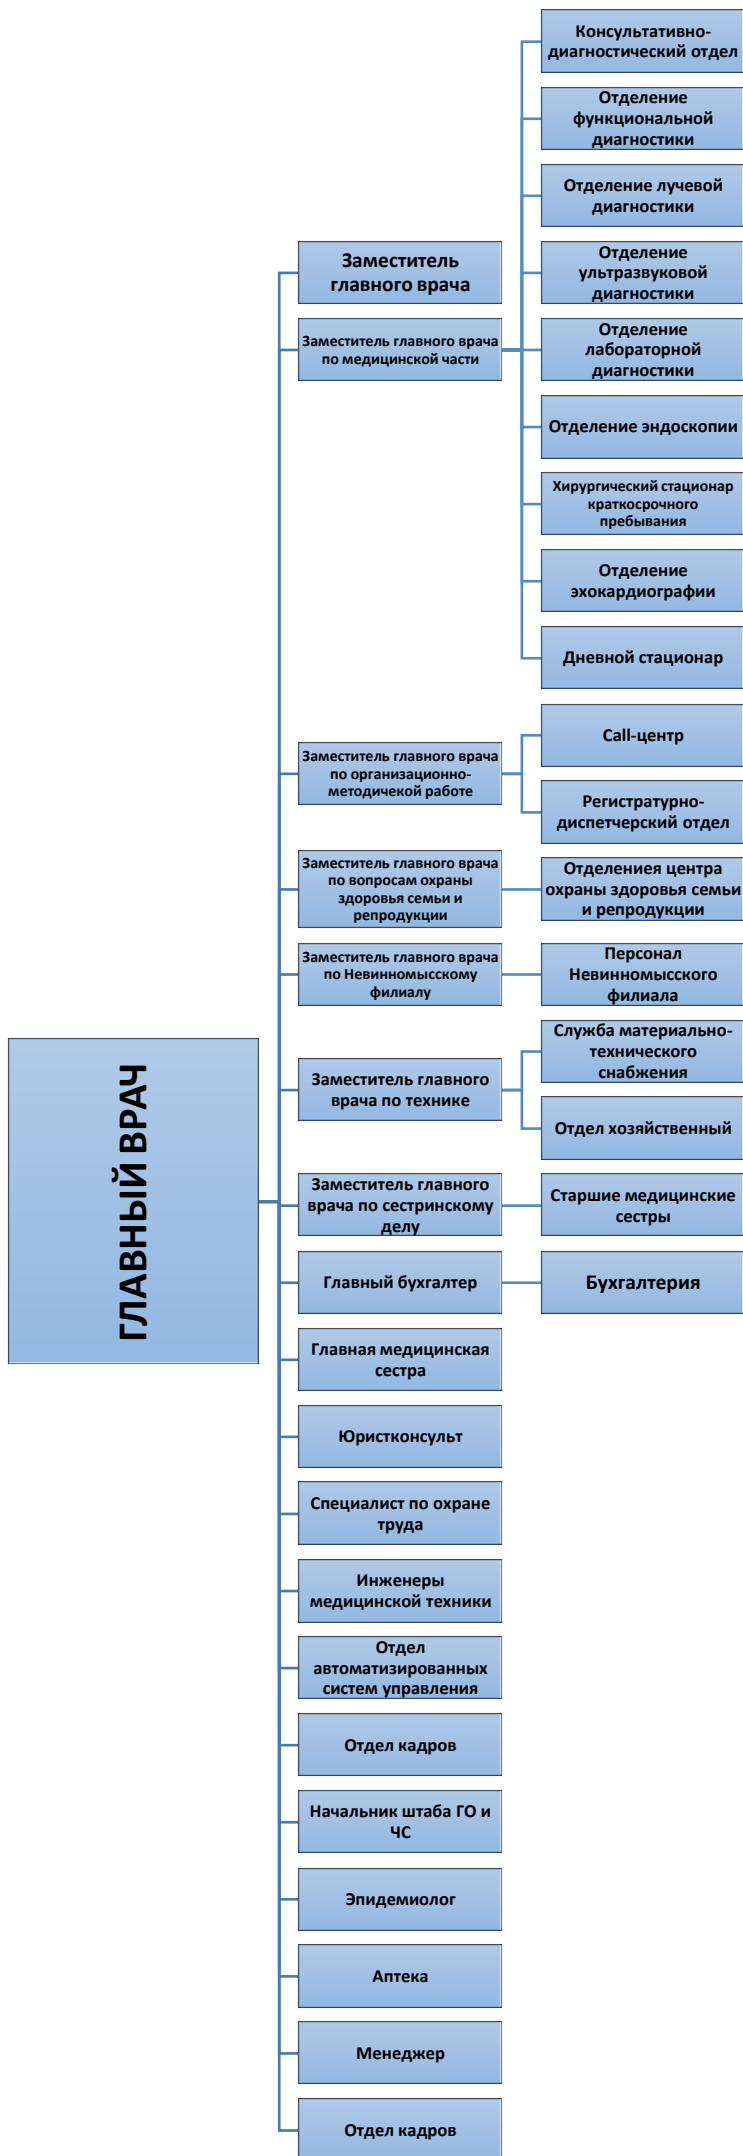 ГЛАВНЫЙ ВРАЧ
Заместитель
главного врача
Заместитель главного врача
по медицинской части
Консультативно-
диагностический отдел
Отделение
функциональной
диагностики
Отделение лучевой
диагностики
Отделение
ультразвуковой
диагностики
Отделение
лабораторной
диагностики
Отделение эндоскопии
Хирургический стационар
краткосрочного
пребывания
Отделение
эхокардиографии
Дневной стационар
Заместитель главного врача
по организационно-
методичекой работе
Call-центр
Регистратурно-
диспетчерский отдел
Заместитель главного врача
по вопросам охраны
здоровья семьи и
репродукции
Отделениея центра
охраны здоровья семьи
и репродукции
Заместитель главного врача
по Невинномысскому
филиалу
Персонал
Невинномысского
филиала
Заместитель главного
врача по технике
Служба материально-
технического
снабжения
Отдел хозяйственный
Заместитель главного
врача по сестринскому
делу
Старшие медицинские
сестры
Главный бухгалтер
Бухгалтерия
Главная медицинская
сестра
Юристконсульт
Специалист по охране
труда
Инженеры
медицинской техники
Отдел
автоматизированных
систем управления
Отдел кадров
Начальник штаба ГО и
ЧС
Эпидемиолог
Аптека
Менеджер
Отдел кадров